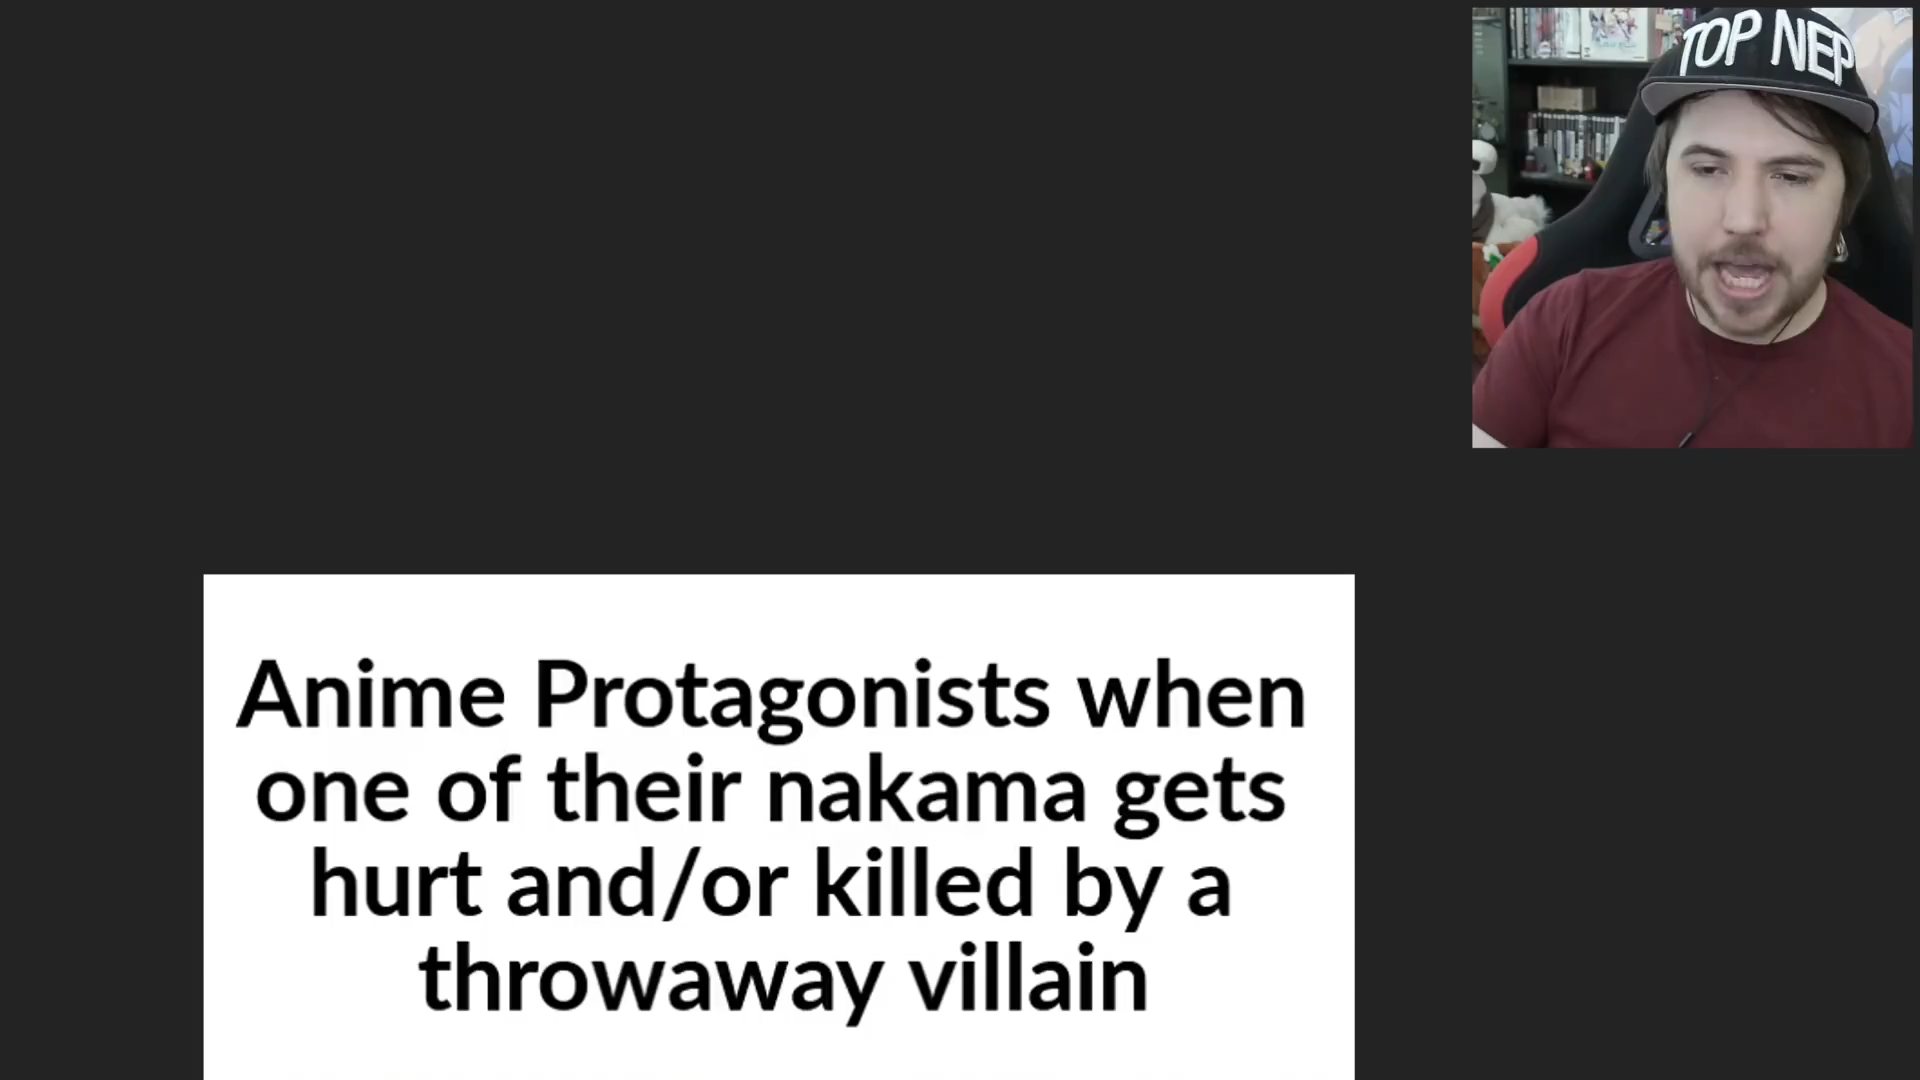 TOP NEP
Anime Protagonists when
one of their nakama gets
hurt and/or killed by a
throwaway villain